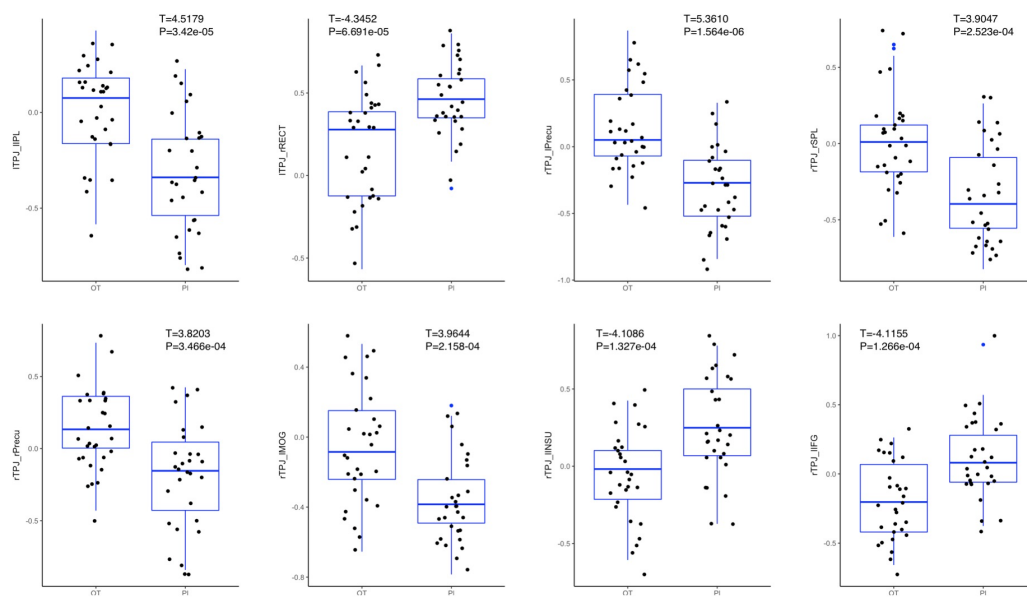 T=4.5179
P=3.42e-05
lTPJ_lIPL
0.0
-0.5
OT
PI
T=-4.3452
P=6.691e-05
lTPJ_rRECT
0.5
0.0
-0.5
OT
PI
T=5.3610
P=1.564e-06
rTPJ_lPrecu
0.5
0.0
-0.5
-1.0
OT
PI
T=3.9047
P=2.523e-04
rTPJ_rSPL
0.5
0.0
-0.5
OT
PI
T=3.8203
P=3.466e-04
rTPJ_rPrecu
0.5
0.0
-0.5
OT
PI
T=3.9644
P=2.158-04
rTPJ_lMOG
0.4
0.0
-0.4
-0.8
OT
PI
T=-4.1086
P=1.327e-04
rTPJ_lINSU
0.5
0.0
-0.5
OT
PI
T=-4.1155
P=1.266e-04
rTPJ_lIFG
1.0
0.5
0.0
-0.5
OT
PI